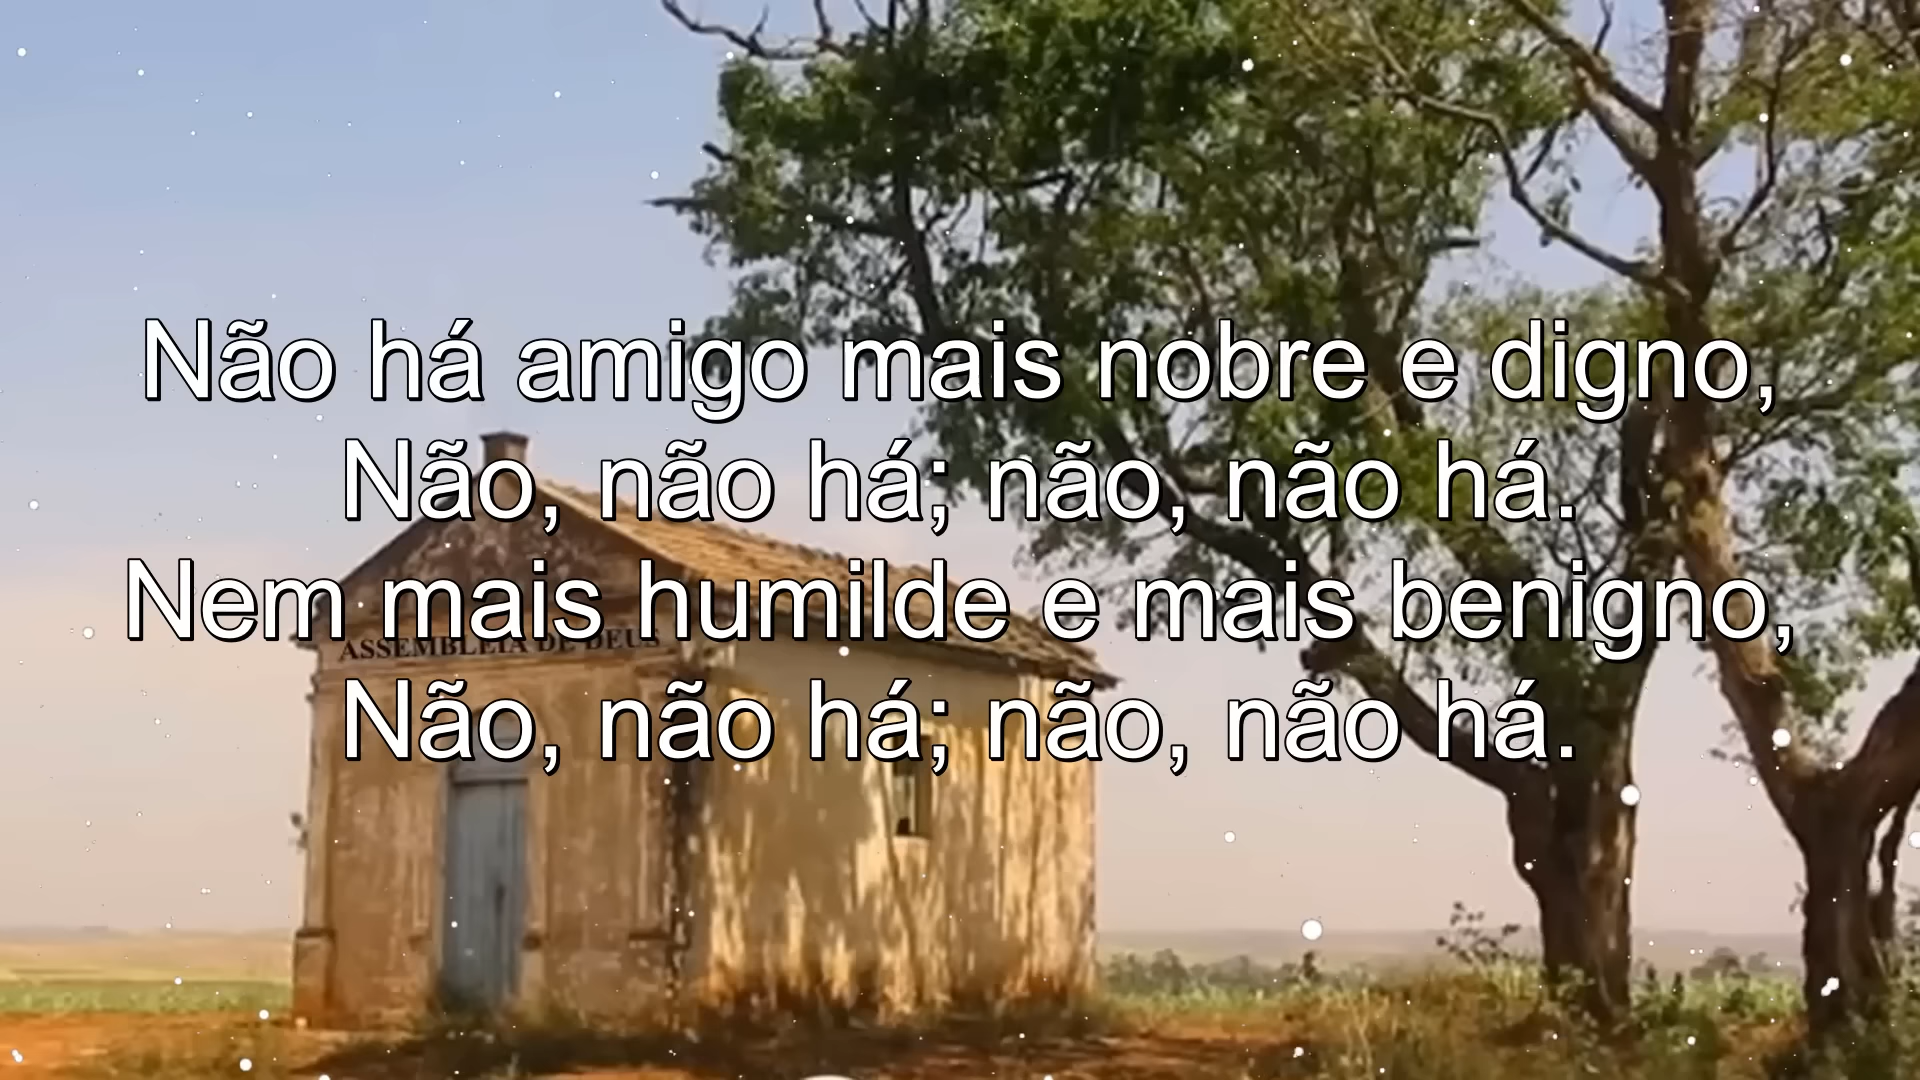 Não há amigo mais nobre e digno,
Não, não há; não, não há.
Nem mais humilde e mais benigno,
ASSEMBLEIA DE DEUS
Não, não há; não, não há.